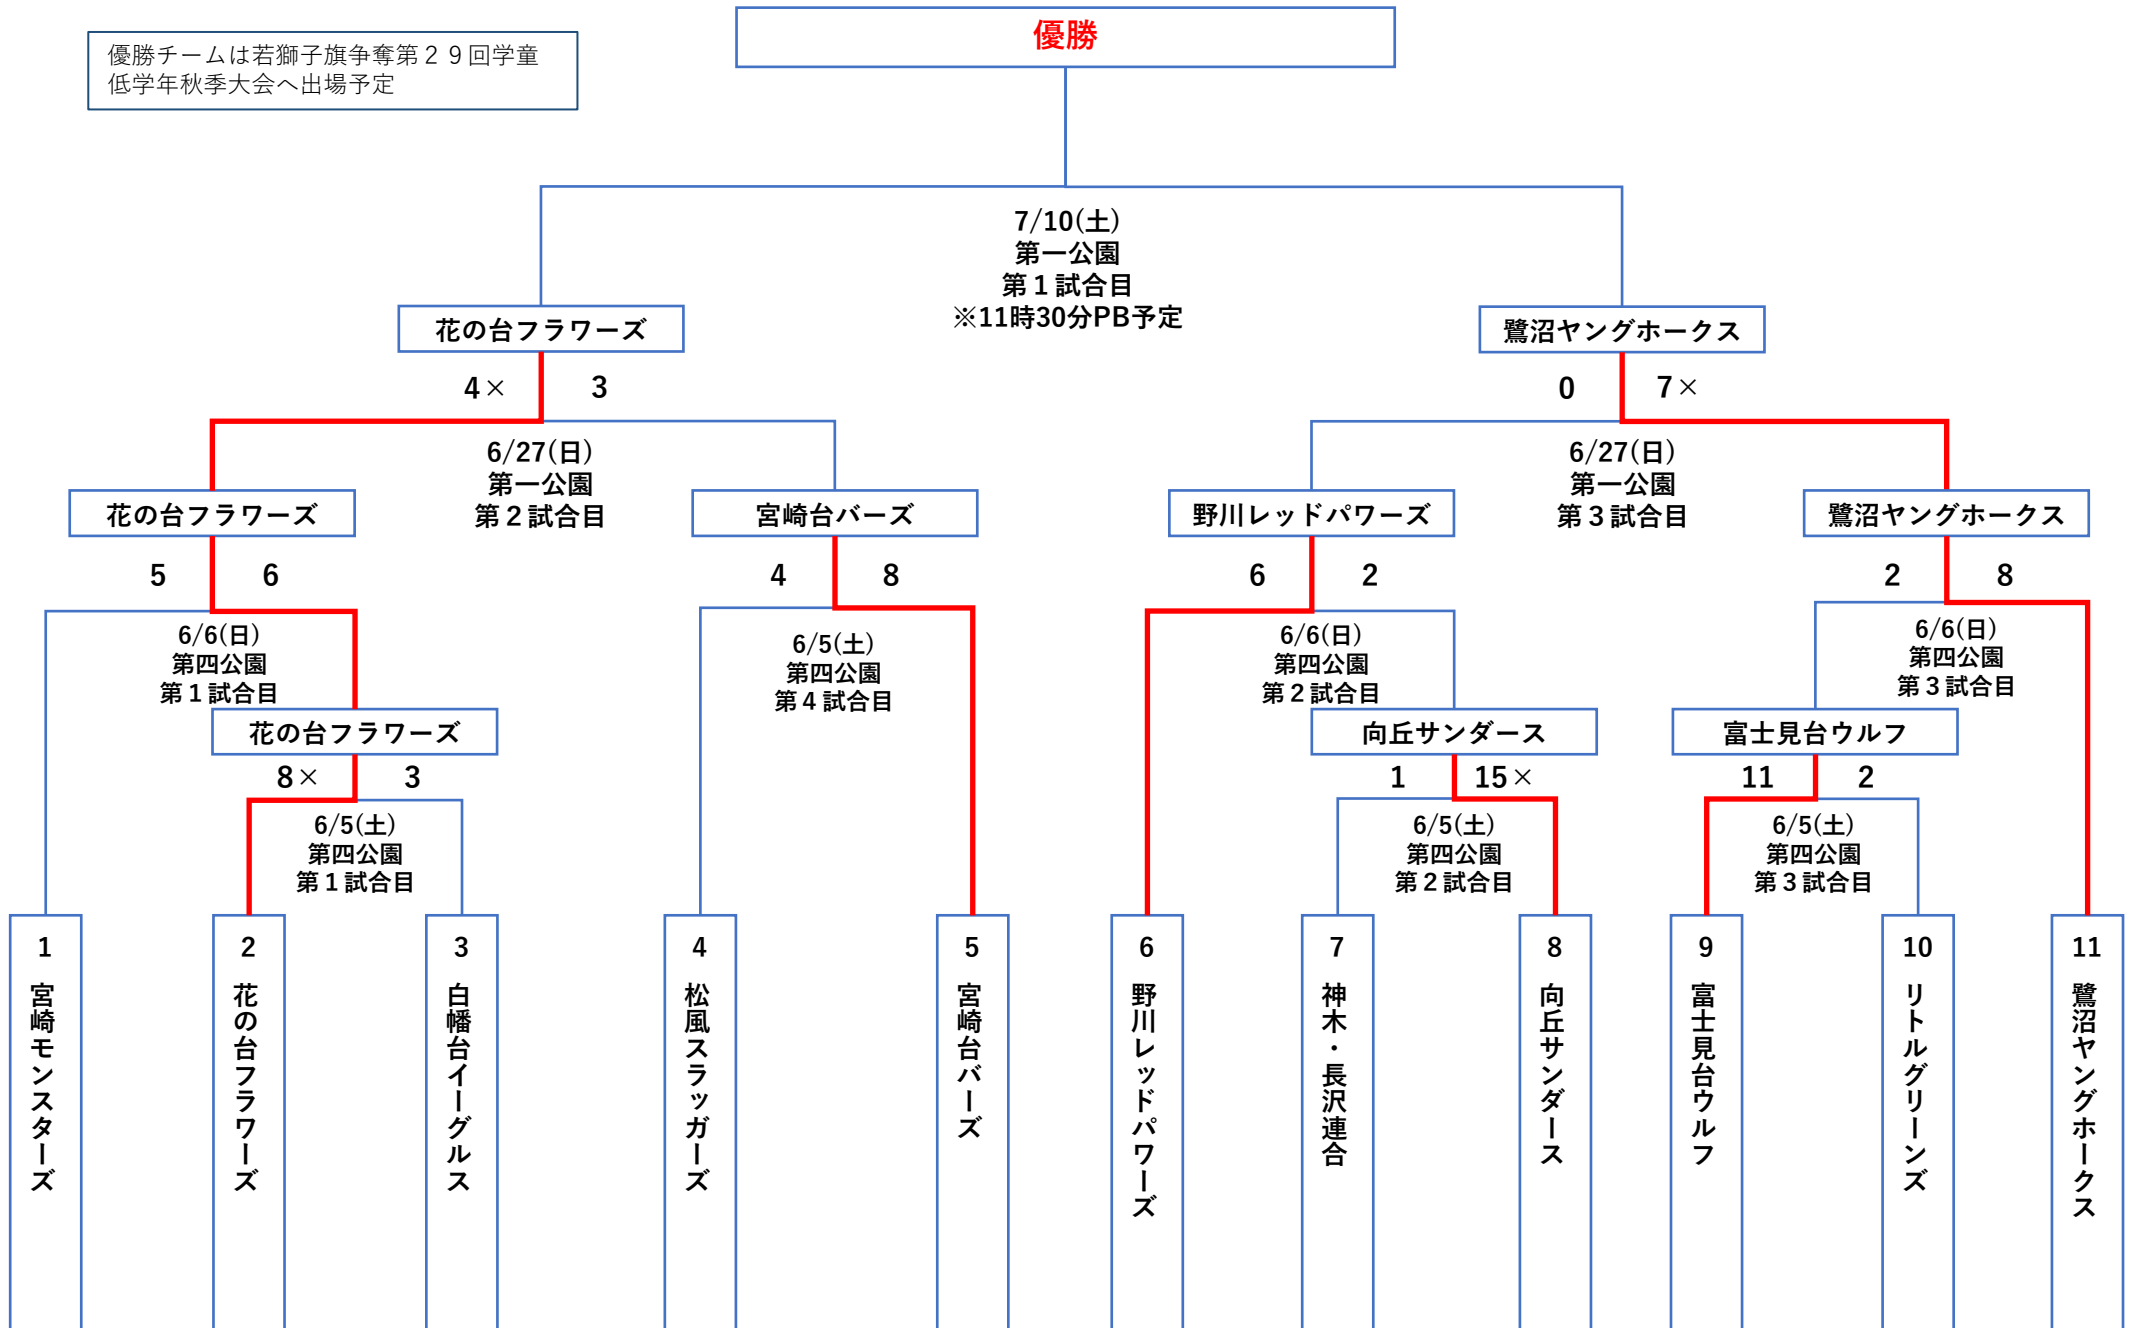 優勝
優勝チームは若獅子旗争奪第２９回学童
低学年秋季大会へ出場予定
7/10(土)
第一公園
第１試合目
※11時30分PB予定
花の台フラワーズ
鷺沼ヤングホークス
4× 3
0 7×
6/27(日)
第一公園
第２試合目
6/27(日)
第一公園
第３試合目
花の台フラワーズ
宮崎台バーズ
野川レッドパワーズ
鷺沼ヤングホークス
5 6
4 8
6 2
2 8
6/6(日)
第四公園
第１試合目
6/5(土)
第四公園
第４試合目
6/6(日)
第四公園
第２試合目
6/6(日)
第四公園
第３試合目
花の台フラワーズ
向丘サンダース
富士見台ウルフ
8× 3
1 15×
11 2
6/5(土)
第四公園
第１試合目
6/5(土)
第四公園
第２試合目
6/5(土)
第四公園
第３試合目
1 宮崎モンスターズ
2 花の台フラワーズ
3 白幡台イーグルス
4 松風スラッガーズ
5 宮崎台バーズ
6 野川レッドパワーズ
7 神木・長沢連合
8 向丘サンダース
9 富士見台ウルフ
10 リトルグリーンズ
11 鷺沼ヤングホークス